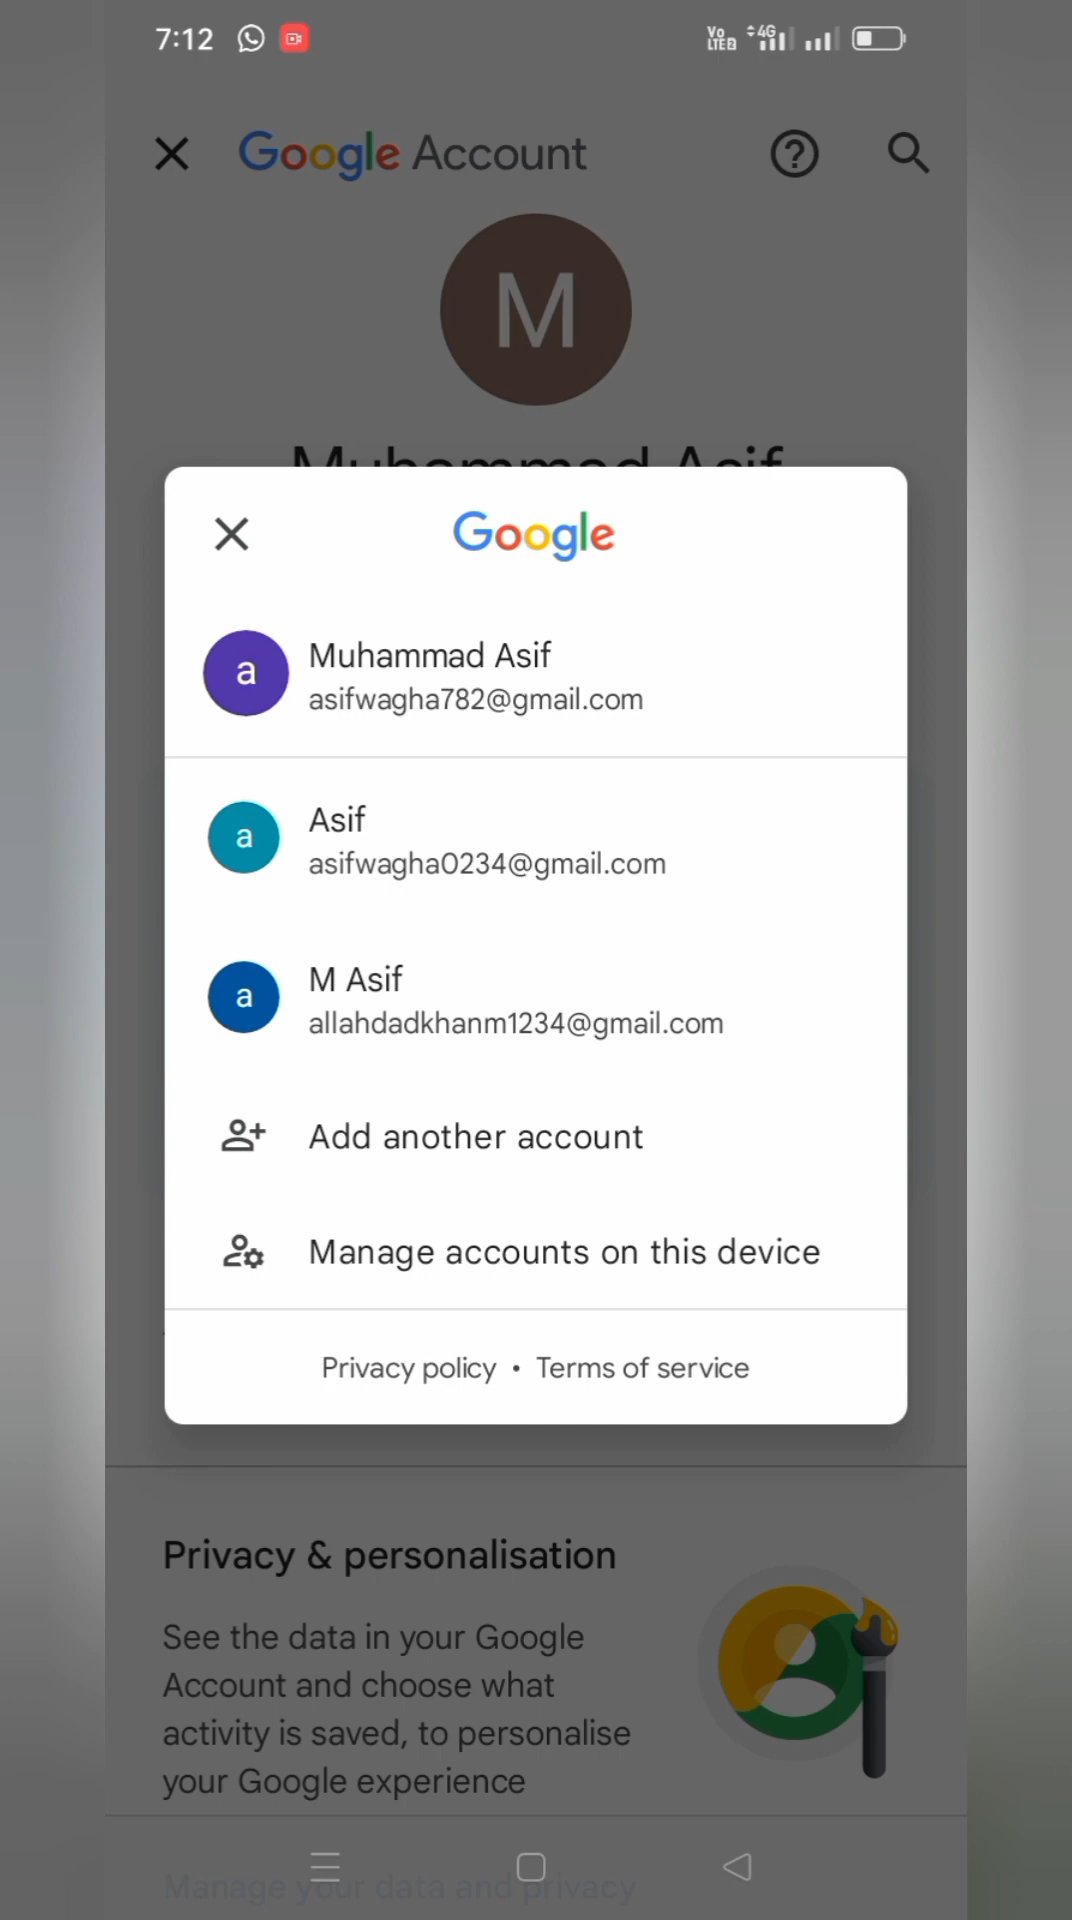 7:12
Vo LTE2 4G
Google Account
M
Muhammad Asif
Google
a
Muhammad Asif
asifwagha782@gmail.com
a
Asif
asifwagha0234@gmail.com
a
M Asif
allahdadkhanm1234@gmail.com
Add another account
Manage accounts on this device
Privacy policy • Terms of service
Privacy & personalisation
See the data in your Google
Account and choose what
activity is saved, to personalise
your Google experience
Manage your data and privacy